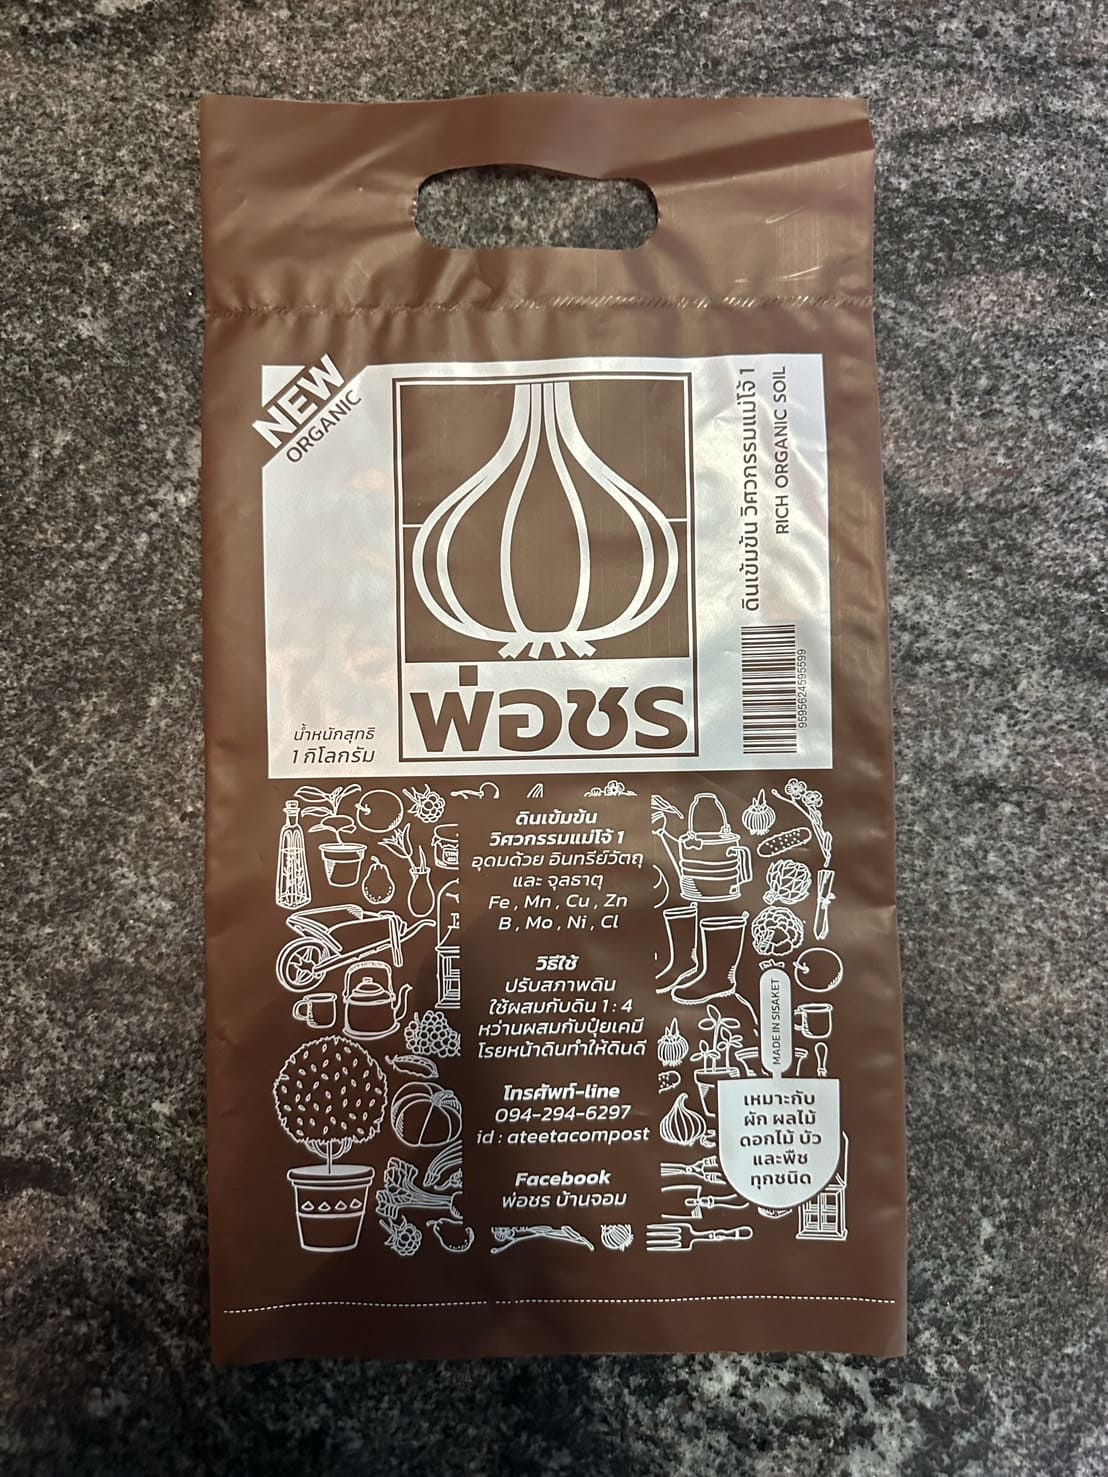 NEW
ORGANIC
ดินเข้มข้น วิศวกรรมแม่โจ้ 1
RICH ORGANIC SOIL
9595624595599
พ่อชร
น้ำหนักสุทธิ
1 กิโลกรัม
ดินเข้มข้น
วิศวกรรมแม่โจ้ 1
อุดมด้วย อินทรีย์วัตถุ
และ จุลธาตุ
Fe , Mn , Cu , Zn
B , Mo , Ni , Cl
วิธีใช้
ปรับสภาพดิน
ใช้ผสมกับดิน 1 : 4
หว่านผสมกับปุ๋ยเคมี
โรยหน้าดินทำให้ดินดี
โทรศัพท์-line
094-294-6297
id : ateetacompost
Facebook
พ่อชร บ้านจอม
MADE IN SISAKET
เหมาะกับ
ผัก ผลไม้
ดอกไม้ บัว
และพืช
ทุกชนิด